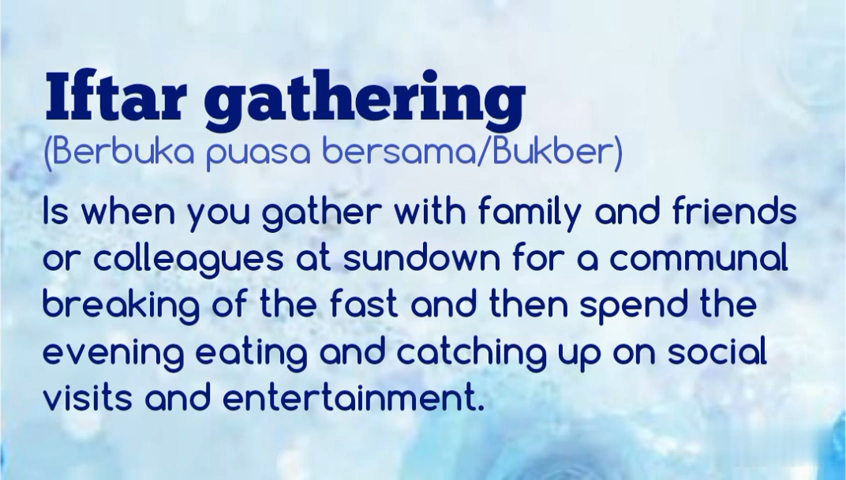 Iftar gathering
(Berbuka puasa bersama/Bukber)
Is when you gather with family and friends
or colleagues at sundown for a communal
breaking of the fast and then spend the
evening eating and catching up on social
visits and entertainment.